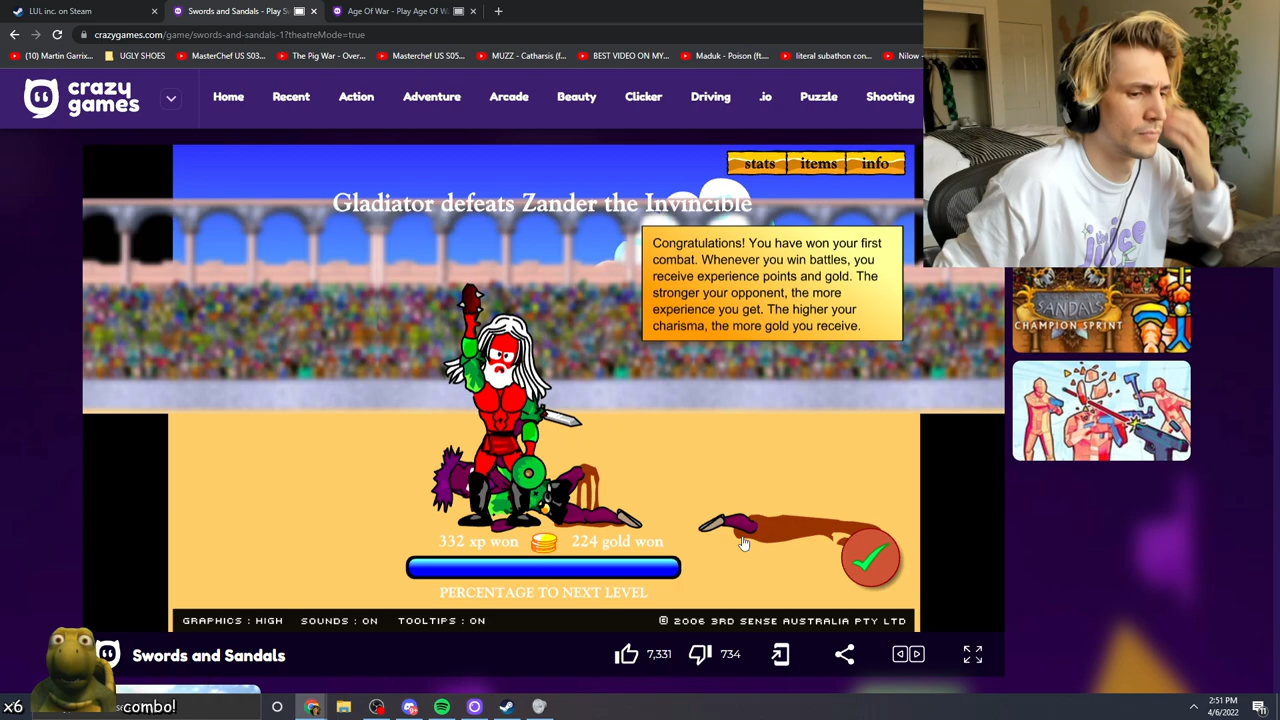 LUL inc. on Steam
Swords and Sandals - Play S
Age Of War - Play Age Of W
crazygames.com/game/swords-and-sandals-1?theatreMode=true
(10) Martin Garrix...
UGLY SHOES
MasterChef US S03...
The Pig War - Over...
Masterchef US S05...
MUZZ - Catharsis (f...
BEST VIDEO ON MY...
Maduk - Poison (ft....
literal subathon con...
Nilow
crazy games
Home
Recent
Action
Adventure
Arcade
Beauty
Clicker
Driving
.io
Puzzle
Shooting
stats
items
info
Gladiator defeats Zander the Invincible
Congratulations! You have won your first
combat. Whenever you win battles, you
receive experience points and gold. The
stronger your opponent, the more
experience you get. The higher your
charisma, the more gold you receive.
SANDALS
CHAMPION SPRINT
332 xp won
224 gold won
PERCENTAGE TO NEXT LEVEL
GRAPHICS : HIGH
SOUNDS : ON
TOOLTIPS : ON
© 2006 3RD SENSE AUSTRALIA PTY LTD
Swords and Sandals
7,331
734
x6
combo!
2:51 PM
4/6/2022
11